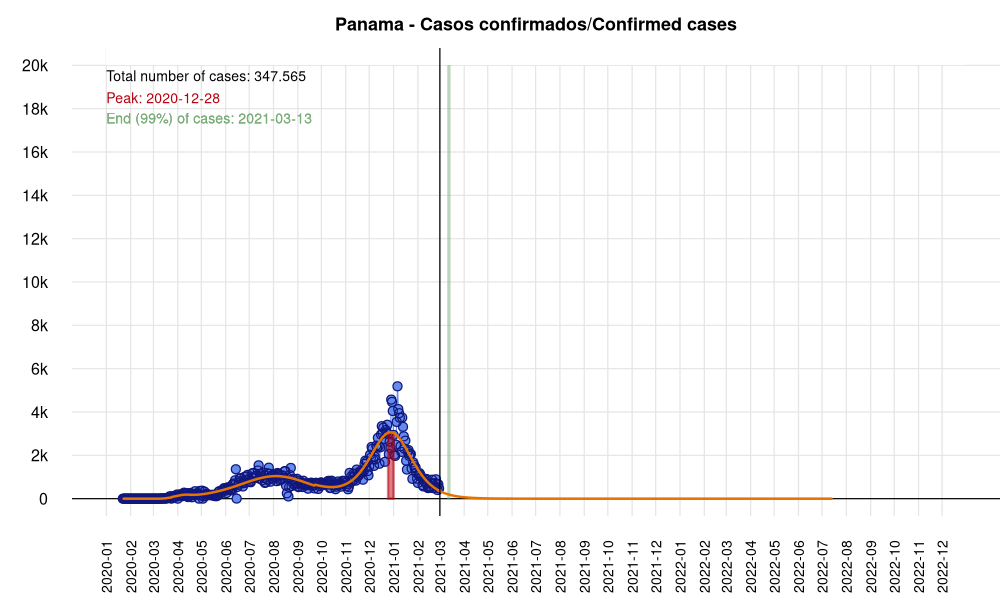 Panama - Casos confirmados/Confirmed cases
Total number of cases: 347.565
Peak: 2020-12-28
End (99%) of cases: 2021-03-13
20k
18k
16k
14k
12k
10k
8k
6k
4k
2k
0
2020-01
2020-02
2020-03
2020-04
2020-05
2020-06
2020-07
2020-08
2020-09
2020-10
2020-11
2020-12
2021-01
2021-02
2021-03
2021-04
2021-05
2021-06
2021-07
2021-08
2021-09
2021-10
2021-11
2021-12
2022-01
2022-02
2022-03
2022-04
2022-05
2022-06
2022-07
2022-08
2022-09
2022-10
2022-11
2022-12